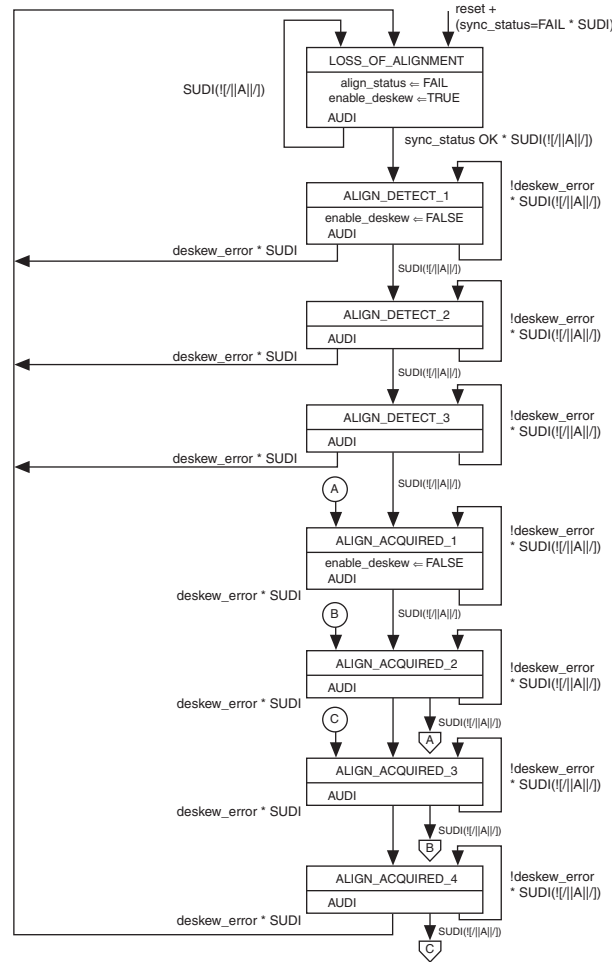 reset +
(sync_status=FAIL * SUDI)
LOSS_OF_ALIGNMENT
align_status ⇐ FAIL
enable_deskew ⇐TRUE
AUDI
SUDI(![/||A||/])
sync_status OK * SUDI(![/||A||/])
ALIGN_DETECT_1
enable_deskew ⇐ FALSE
AUDI
!deskew_error
* SUDI(![/||A||/])
deskew_error * SUDI
SUDI(![/||A||/])
ALIGN_DETECT_2
AUDI
!deskew_error
* SUDI(![/||A||/])
deskew_error * SUDI
SUDI(![/||A||/])
ALIGN_DETECT_3
AUDI
!deskew_error
* SUDI(![/||A||/])
deskew_error * SUDI
SUDI(![/||A||/])
A
ALIGN_ACQUIRED_1
enable_deskew ⇐ FALSE
AUDI
!deskew_error
* SUDI(![/||A||/])
deskew_error * SUDI
SUDI(![/||A||/])
B
ALIGN_ACQUIRED_2
AUDI
!deskew_error
* SUDI(![/||A||/])
deskew_error * SUDI
SUDI(![/||A||/])
A
C
ALIGN_ACQUIRED_3
AUDI
!deskew_error
* SUDI(![/||A||/])
deskew_error * SUDI
SUDI(![/||A||/])
B
ALIGN_ACQUIRED_4
AUDI
!deskew_error
* SUDI(![/||A||/])
deskew_error * SUDI
SUDI(![/||A||/])
C